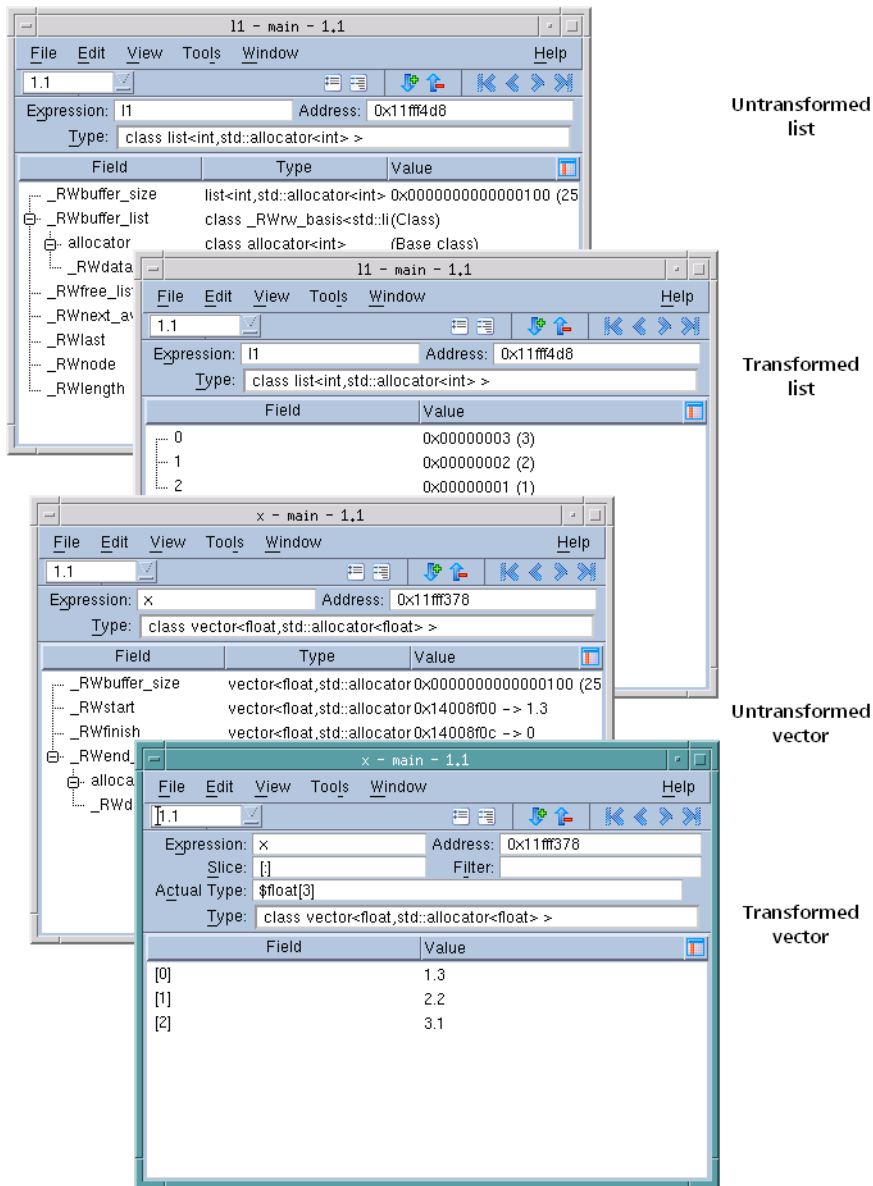 l1 - main - 1.1
File Edit View Tools Window Help
1.1
Expression: l1 Address: 0x11fff4d8
Type: class list<int,std::allocator<int> >
Field Type Value
_RWbuffer_size list<int,std::allocator<int> 0x0000000000000100 (25
_RWbuffer_list class _RWrw_basis<std::li(Class)
allocator class allocator<int> (Base class)
_RWdata
_RWfree_lis
_RWnext_av
_RWlast
_RWnode
_RWlength
Untransformed
list
l1 - main - 1.1
File Edit View Tools Window Help
1.1
Expression: l1 Address: 0x11fff4d8
Type: class list<int,std::allocator<int> >
Field Value
0 0x00000003 (3)
1 0x00000002 (2)
2 0x00000001 (1)
Transformed
list
x - main - 1.1
File Edit View Tools Window Help
1.1
Expression: x Address: 0x11fff378
Type: class vector<float,std::allocator<float> >
Field Type Value
_RWbuffer_size vector<float,std::allocator 0x0000000000000100 (25
_RWstart vector<float,std::allocator 0x14008f00 -> 1.3
_RWfinish vector<float,std::allocator 0x14008f0c -> 0
_RWend_
alloca
_RWd
Untransformed
vector
x - main - 1.1
File Edit View Tools Window Help
1.1
Expression: x Address: 0x11fff378
Slice: [:] Filter:
Actual Type: $float[3]
Type: class vector<float,std::allocator<float> >
Field Value
[0] 1.3
[1] 2.2
[2] 3.1
Transformed
vector